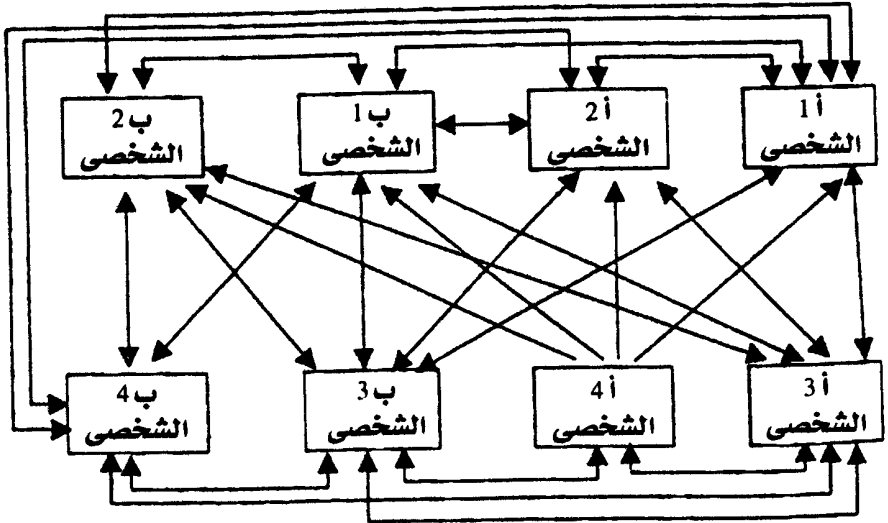 أ 1
الشخصى
أ 2
الشخصى
ب 1
الشخصى
ب 2
الشخصى
أ 3
الشخصى
أ 4
الشخصى
ب 3
الشخصى
ب 4
الشخصى